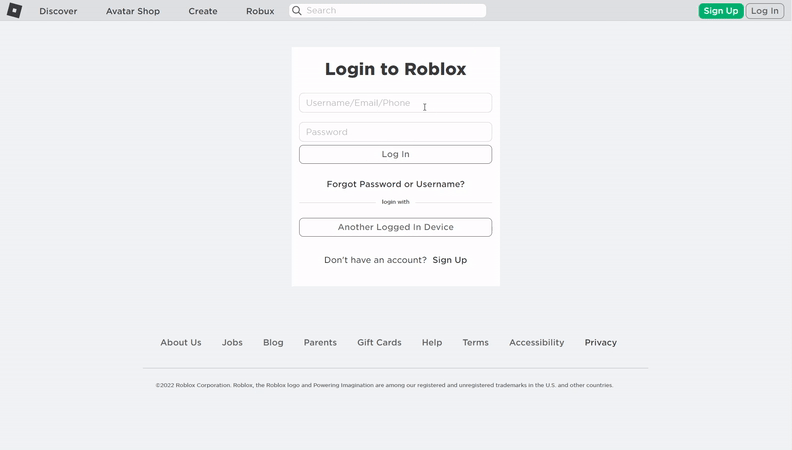 Discover Avatar Shop Create Robux Search Sign Up Log In
Login to Roblox
Username/Email/Phone
Password
Log In
Forgot Password or Username?
login with
Another Logged In Device
Don't have an account? Sign Up
About Us Jobs Blog Parents Gift Cards Help Terms Accessibility Privacy
©2022 Roblox Corporation. Roblox, the Roblox logo and Powering Imagination are among our registered and unregistered trademarks in the U.S. and other countries.